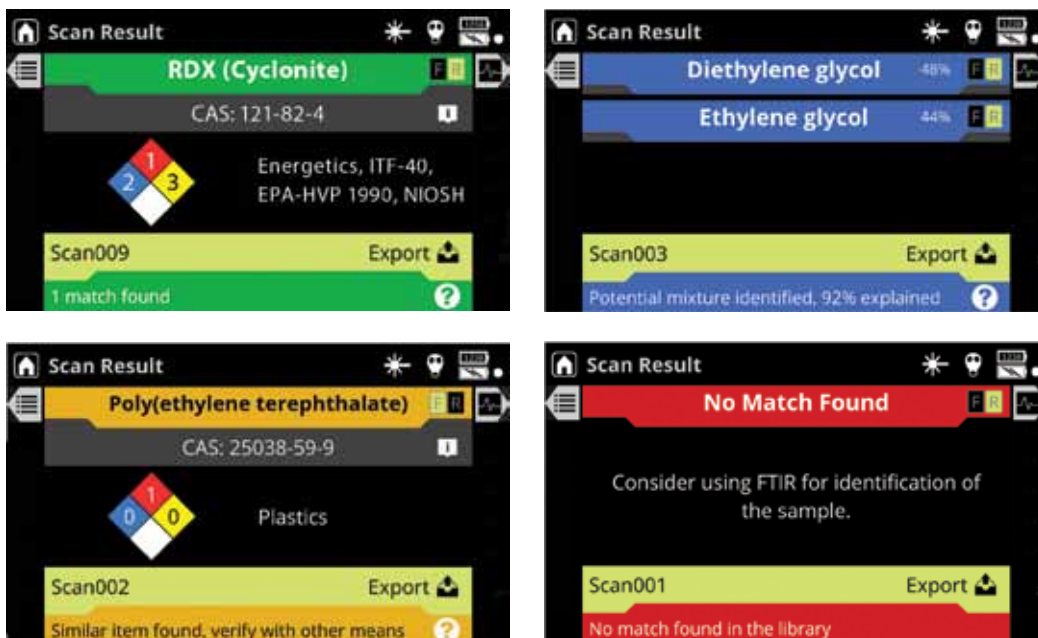 Scan Result
RDX (Cyclonite) F R
CAS: 121-82-4 i
1
2 3
Energetics, ITF-40,
EPA-HVP 1990, NIOSH
Scan009 Export
1 match found ?
Scan Result
Diethylene glycol 48% F R
Ethylene glycol 44% F R
Scan003 Export
Potential mixture identified, 92% explained ?
Scan Result
Poly(ethylene terephthalate) F R
CAS: 25038-59-9 i
1
0 0
Plastics
Scan002 Export
Similar item found, verify with other means ?
Scan Result
No Match Found F R
Consider using FTIR for identification of
the sample.
Scan001 Export
No match found in the library